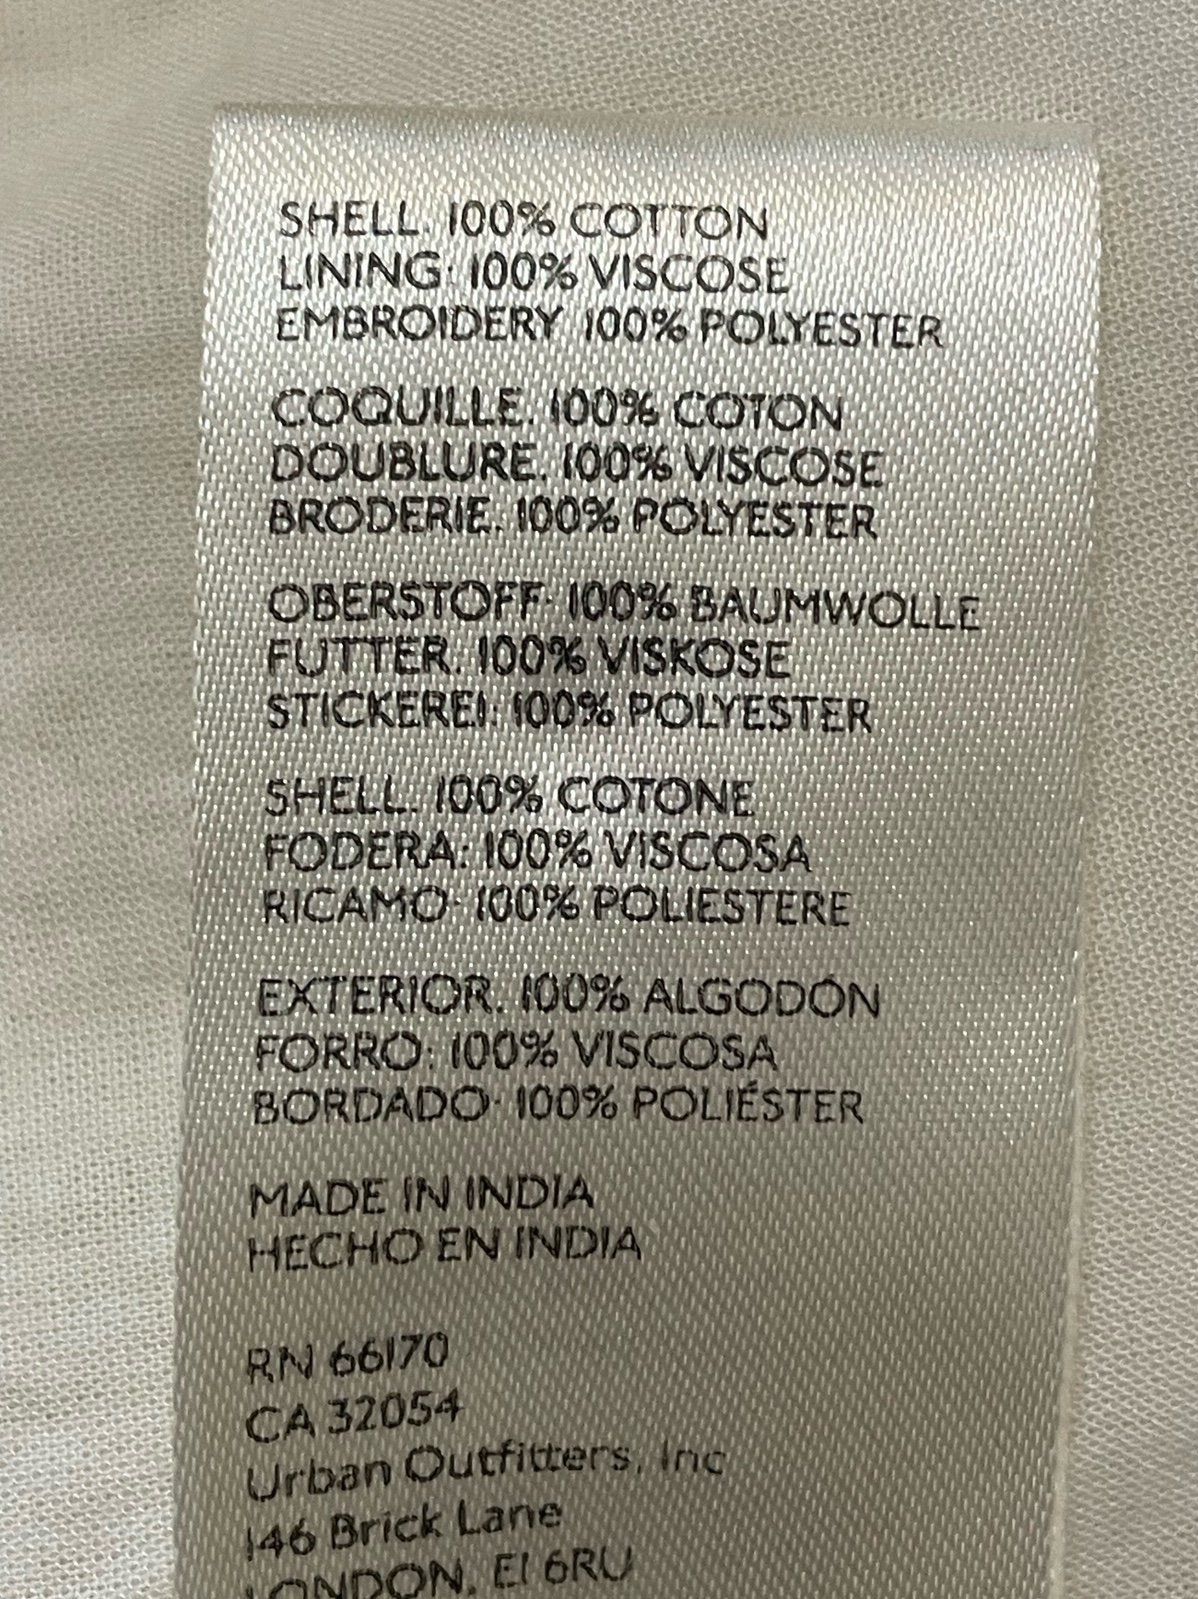 SHELL: 100% COTTON
LINING: 100% VISCOSE
EMBROIDERY 100% POLYESTER
COQUILLE: 100% COTON
DOUBLURE: 100% VISCOSE
BRODERIE: 100% POLYESTER
OBERSTOFF: 100% BAUMWOLLE
FUTTER: 100% VISKOSE
STICKEREI: 100% POLYESTER
SHELL: 100% COTONE
FODERA: 100% VISCOSA
RICAMO: 100% POLIESTERE
EXTERIOR: 100% ALGODÓN
FORRO: 100% VISCOSA
BORDADO: 100% POLIÉSTER
MADE IN INDIA
HECHO EN INDIA
RN 66170
CA 32054
Urban Outfitters, Inc
146 Brick Lane
LONDON, E1 6RU